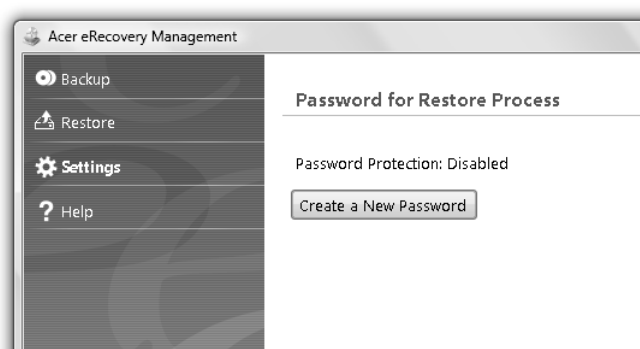 Acer eRecovery Management
Backup
Restore
Settings
Help
Password for Restore Process
Password Protection: Disabled
Create a New Password